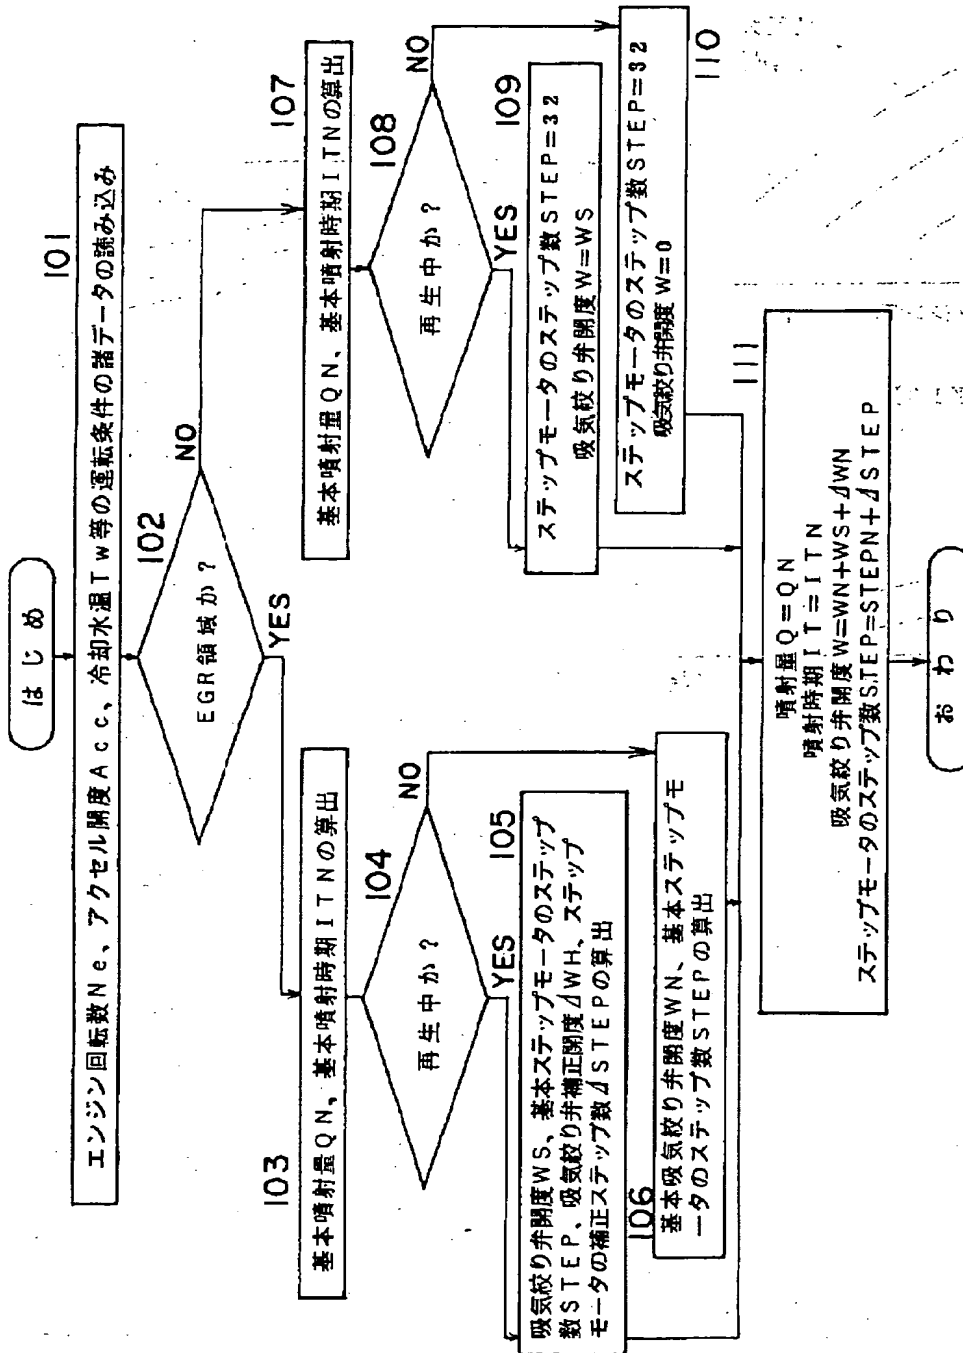 はじめ
101
エンジン回転数Ne、アクセル開度Acc、冷却水温Tw等の運転条件の諸データの読み込み
102
EGR領域か?
NO
YES
103
基本噴射量QN、基本噴射時期ITNの算出
104
再生中か?
NO
YES
105
吸気絞り弁開度WS、基本ステップモータのステップ
数STEP、吸気絞り弁補正開度ΔWH、ステップ
モータの補正ステップ数ΔSTEPの算出
106
基本吸気絞り弁開度WN、基本ステップモ
ータのステップ数STEPの算出
107
基本噴射量QN、基本噴射時期ITNの算出
108
再生中か?
NO
YES
109
ステップモータのステップ数STEP=32
吸気絞り弁開度W=WS
110
ステップモータのステップ数STEP=32
吸気絞り弁開度W=0
111
噴射量Q=QN
噴射時期IT=ITN
吸気絞り弁開度W=WN+WS+ΔWN
ステップモータのステップ数STEP=STEPN+ΔSTEP
おわり